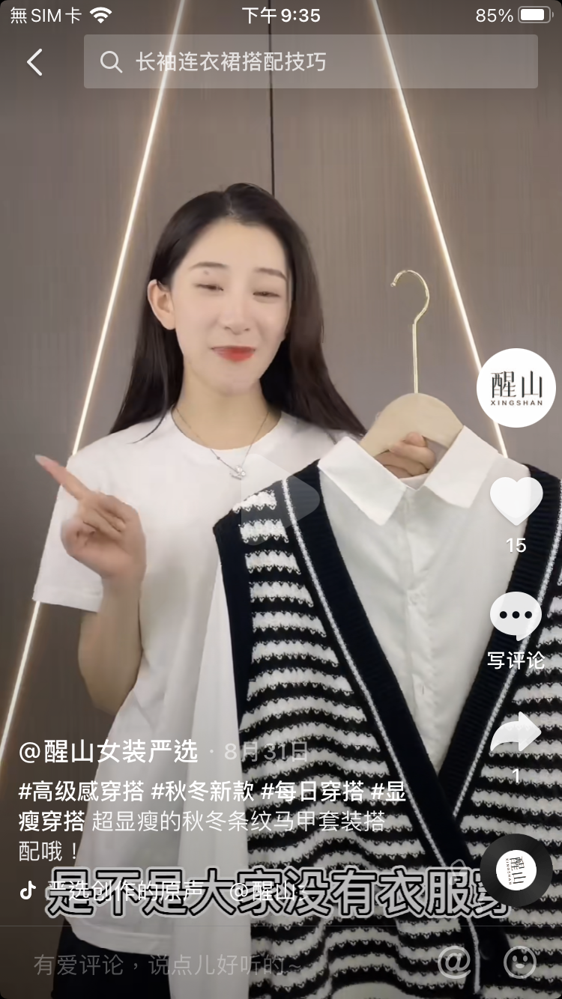 無SIM卡
下午9:35
85%
长袖连衣裙搭配技巧
醒山
XINGSHAN
15
写评论
1
@醒山女装严选 · 8月31日
#高级感穿搭 #秋冬新款 #每日穿搭 #显
瘦穿搭 超显瘦的秋冬条纹马甲套装搭
配哦！
醒山
XINGSHAN
是不是大家没有衣服穿
严选创作的原声 @醒山
有爱评论，说点儿好听的~
@